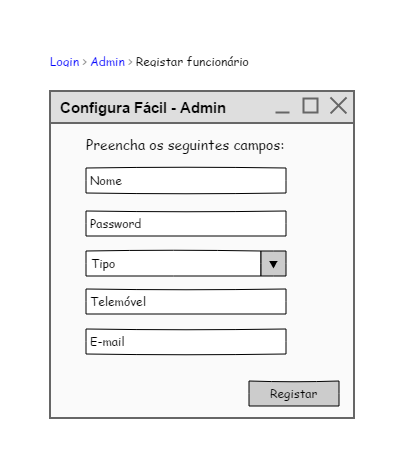 Login > Admin > Registar funcionário
Configura Fácil - Admin
Preencha os seguintes campos:
Nome
Password
Tipo
Telemóvel
E-mail
Registar